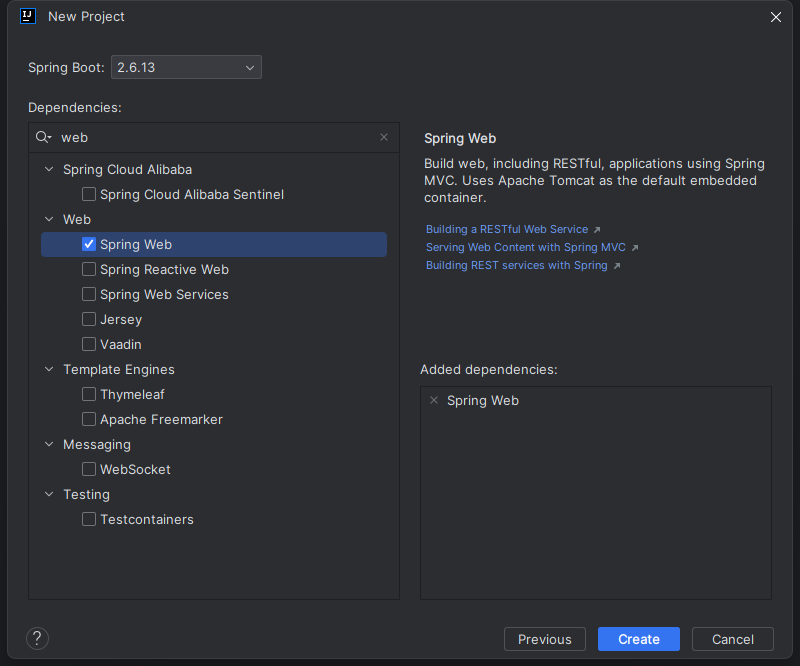 New Project
Spring Boot: 2.6.13
Dependencies:
web
Spring Cloud Alibaba
Spring Cloud Alibaba Sentinel
Web
Spring Web
Spring Reactive Web
Spring Web Services
Jersey
Vaadin
Template Engines
Thymeleaf
Apache Freemarker
Messaging
WebSocket
Testing
Testcontainers
Spring Web
Build web, including RESTful, applications using Spring
MVC. Uses Apache Tomcat as the default embedded
container.
Building a RESTful Web Service
Serving Web Content with Spring MVC
Building REST services with Spring
Added dependencies:
Spring Web
? Previous Create Cancel